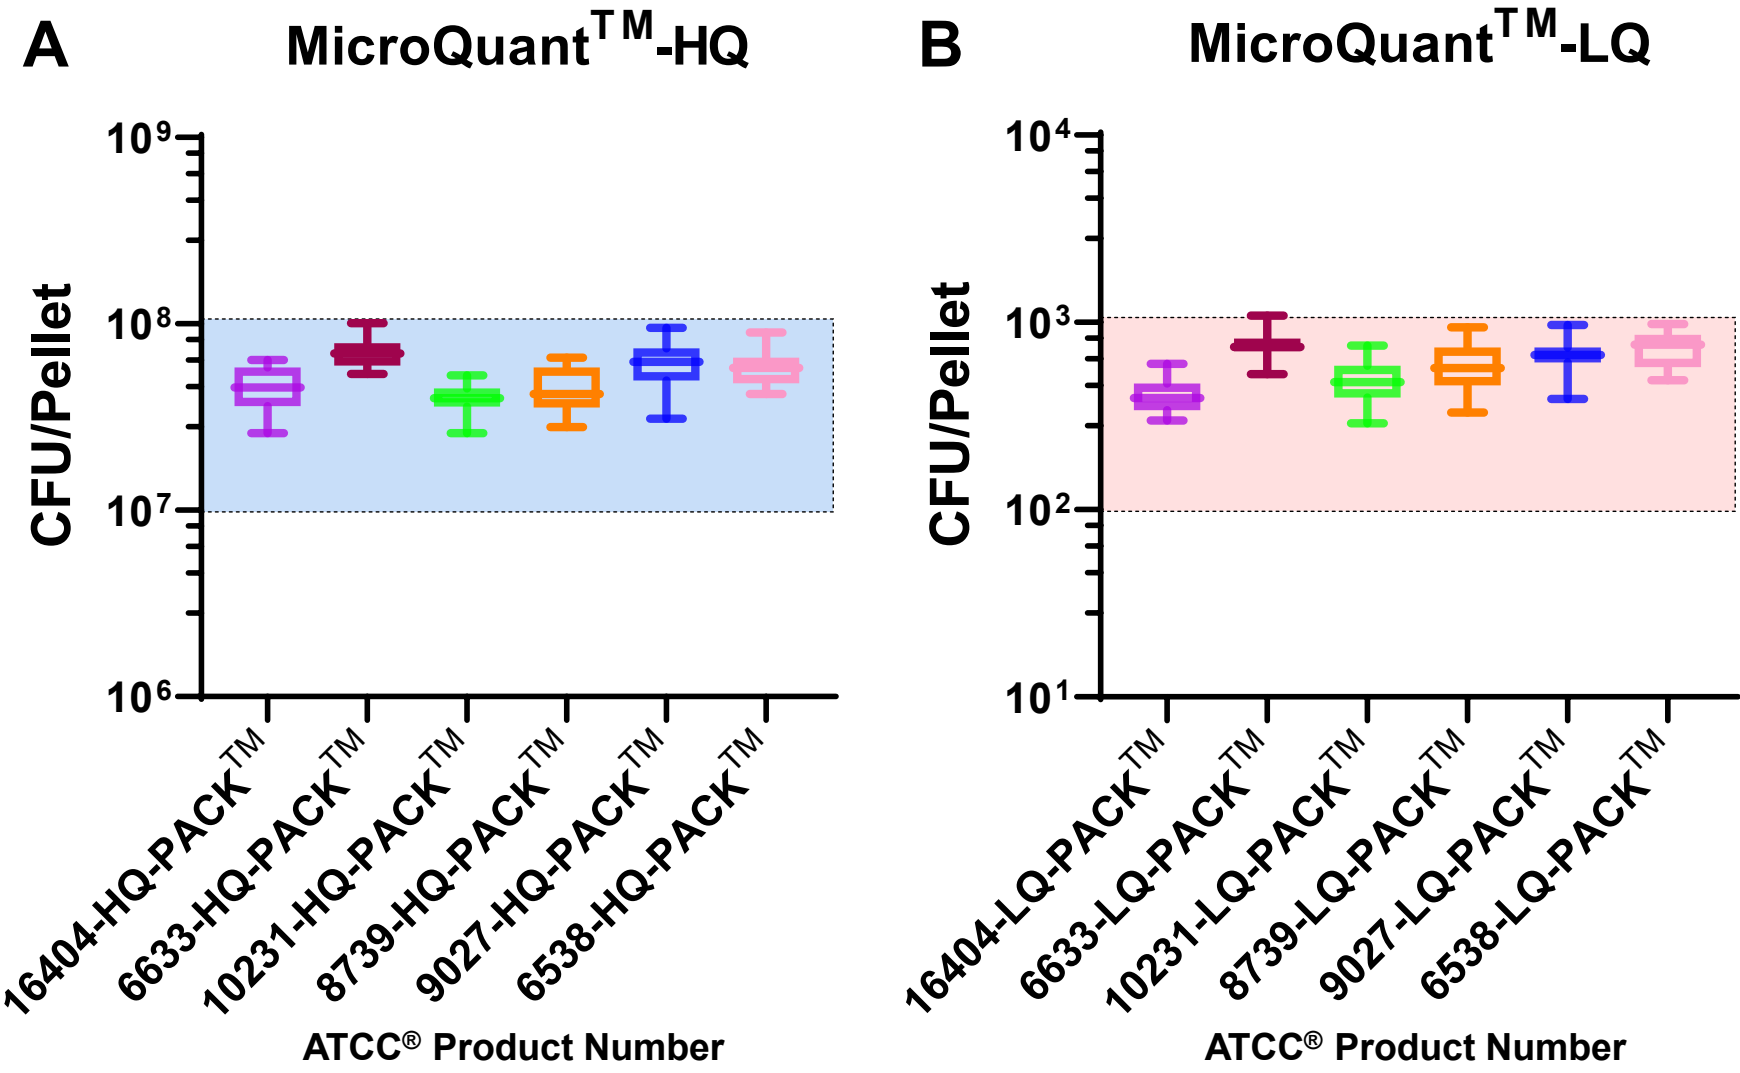 A
MicroQuant™-HQ
CFU/Pellet
10⁹
10⁸
10⁷
10⁶
16404-HQ-PACK™
6633-HQ-PACK™
10231-HQ-PACK™
8739-HQ-PACK™
9027-HQ-PACK™
6538-HQ-PACK™
ATCC® Product Number
B
MicroQuant™-LQ
CFU/Pellet
10⁴
10³
10²
10¹
16404-LQ-PACK™
6633-LQ-PACK™
10231-LQ-PACK™
8739-LQ-PACK™
9027-LQ-PACK™
6538-LQ-PACK™
ATCC® Product Number